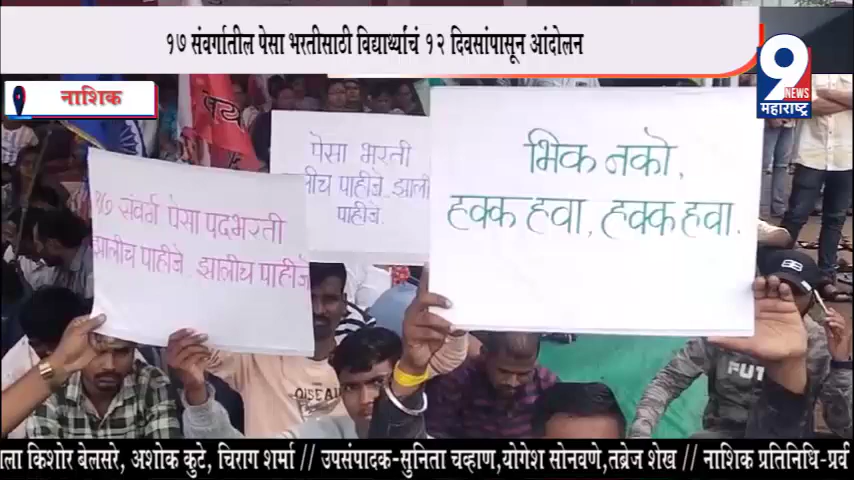 १७ संवर्गातील पेसा भरतीसाठी विद्यार्थ्यांचं १२ दिवसांपासून आंदोलन
9
NEWS
महाराष्ट्र
नाशिक
पेसा भरती
झालीच पाहीजे. झाली
पाहीजे.
भिक नको,
हक्क हवा, हक्क हवा.
१७ संवर्ग पेसा पदभरती
झालीच पाहीजे. झालीच पाहीजे
FUT
ला किशोर बेलसरे, अशोक कुटे, चिराग शर्मा // उपसंपादक-सुनिता चव्हाण,योगेश सोनवणे,तब्रेज शेख // नाशिक प्रतिनिधि-प्रव